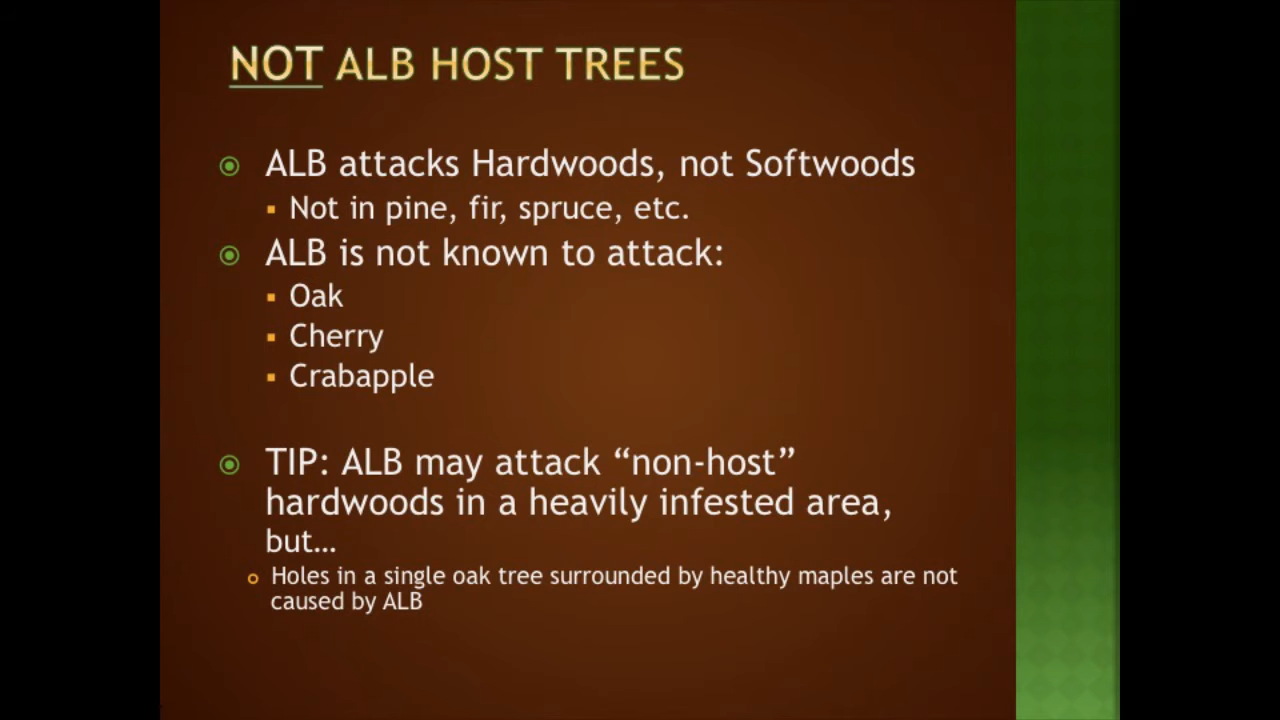 NOT ALB HOST TREES
ALB attacks Hardwoods, not Softwoods
Not in pine, fir, spruce, etc.
ALB is not known to attack:
Oak
Cherry
Crabapple
TIP: ALB may attack “non-host”
hardwoods in a heavily infested area,
but…
Holes in a single oak tree surrounded by healthy maples are not
caused by ALB